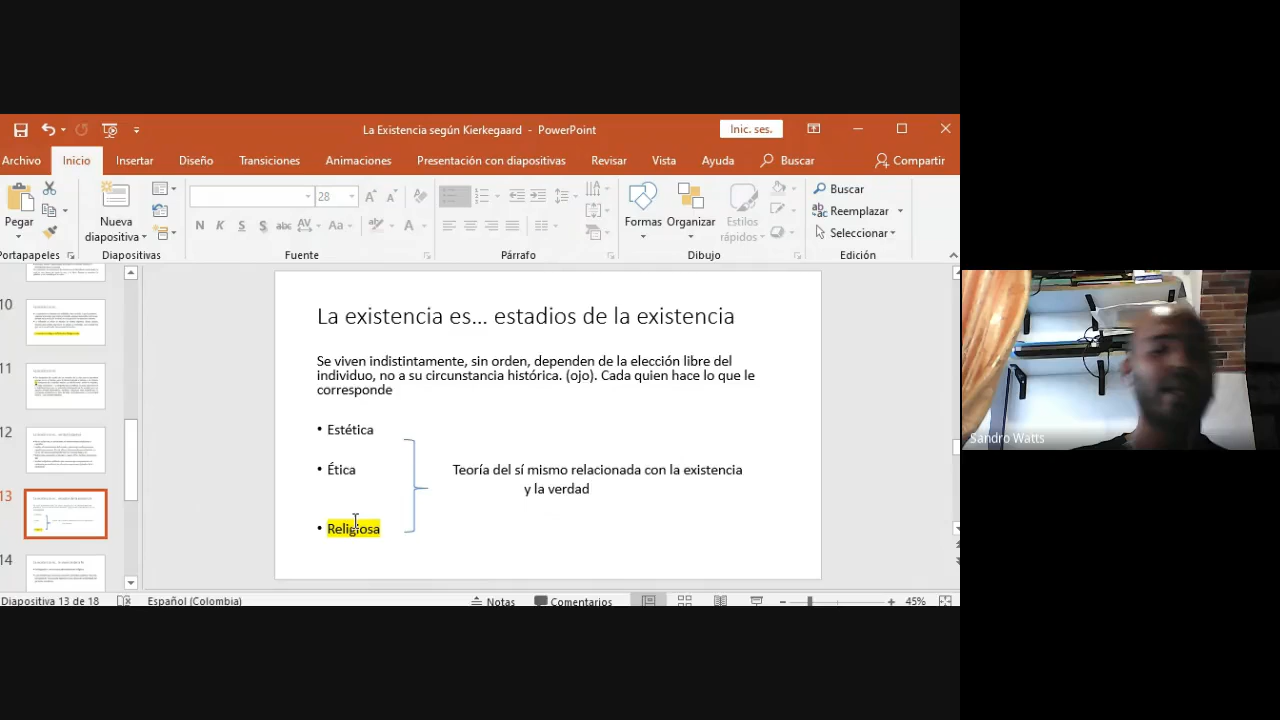 La Existencia según Kierkegaard - PowerPoint
Inic. ses.
Archivo Inicio Insertar Diseño Transiciones Animaciones Presentación con diapositivas Revisar Vista Ayuda Buscar Compartir
Pegar
Nueva
diapositiva
28
N K S S abc AV Aa A
Formas Organizar Estilos
rápidos
Buscar
Reemplazar
Seleccionar
Portapapeles Diapositivas Fuente Párrafo Dibujo Edición
10
11
12
13
14
La existencia es... estadios de la existencia
Se viven indistintamente, sin orden, dependen de la elección libre del
individuo, no a su circunstancia histórica. (ojo). Cada quien hace lo que le
corresponde
• Estética
• Ética
Teoría del sí mismo relacionada con la existencia
y la verdad
• Religiosa
Sandro Watts
Diapositiva 13 de 18 Español (Colombia) Notas Comentarios 45%